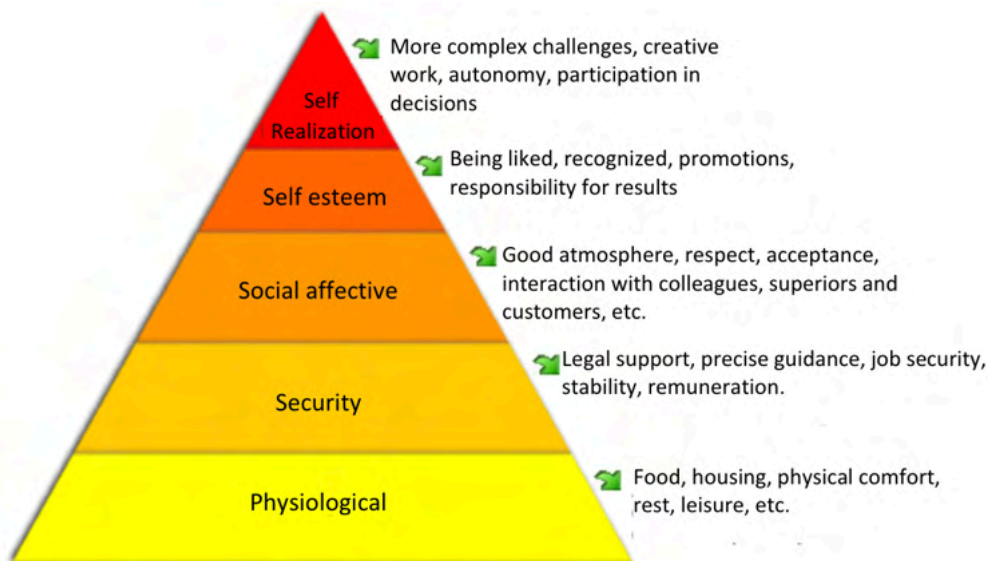 More complex challenges, creative
work, autonomy, participation in
decisions
Self
Realization
Being liked, recognized, promotions,
responsibility for results
Self esteem
Good atmosphere, respect, acceptance,
interaction with colleagues, superiors and
customers, etc.
Social affective
Legal support, precise guidance, job security,
stability, remuneration.
Security
Food, housing, physical comfort,
rest, leisure, etc.
Physiological